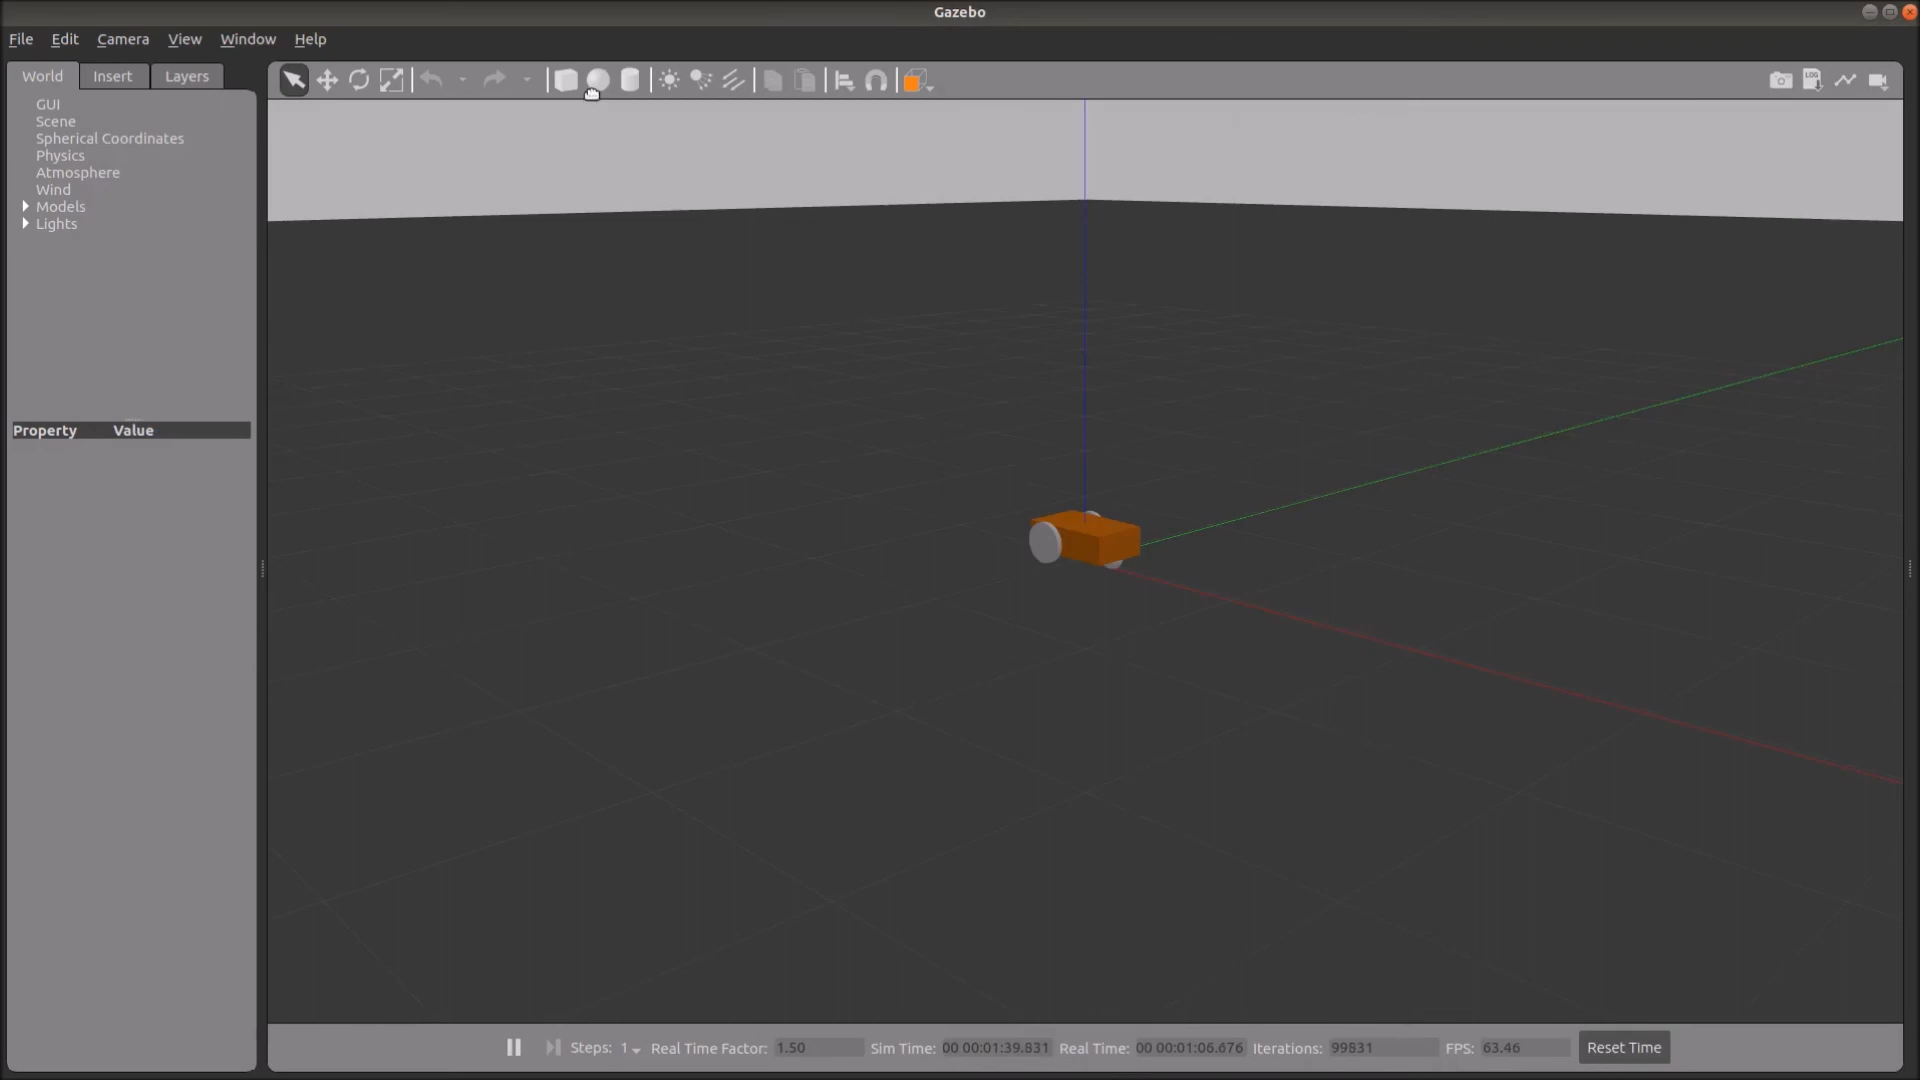 Gazebo
File Edit Camera View Window Help
World Insert Layers
GUI
Scene
Spherical Coordinates
Physics
Atmosphere
Wind
Models
Lights
Property Value
LOG
Steps: 1 Real Time Factor: 1.50 Sim Time: 00 00:01:39.831 Real Time: 00 00:01:06.676 Iterations: 99831 FPS: 63.46 Reset Time